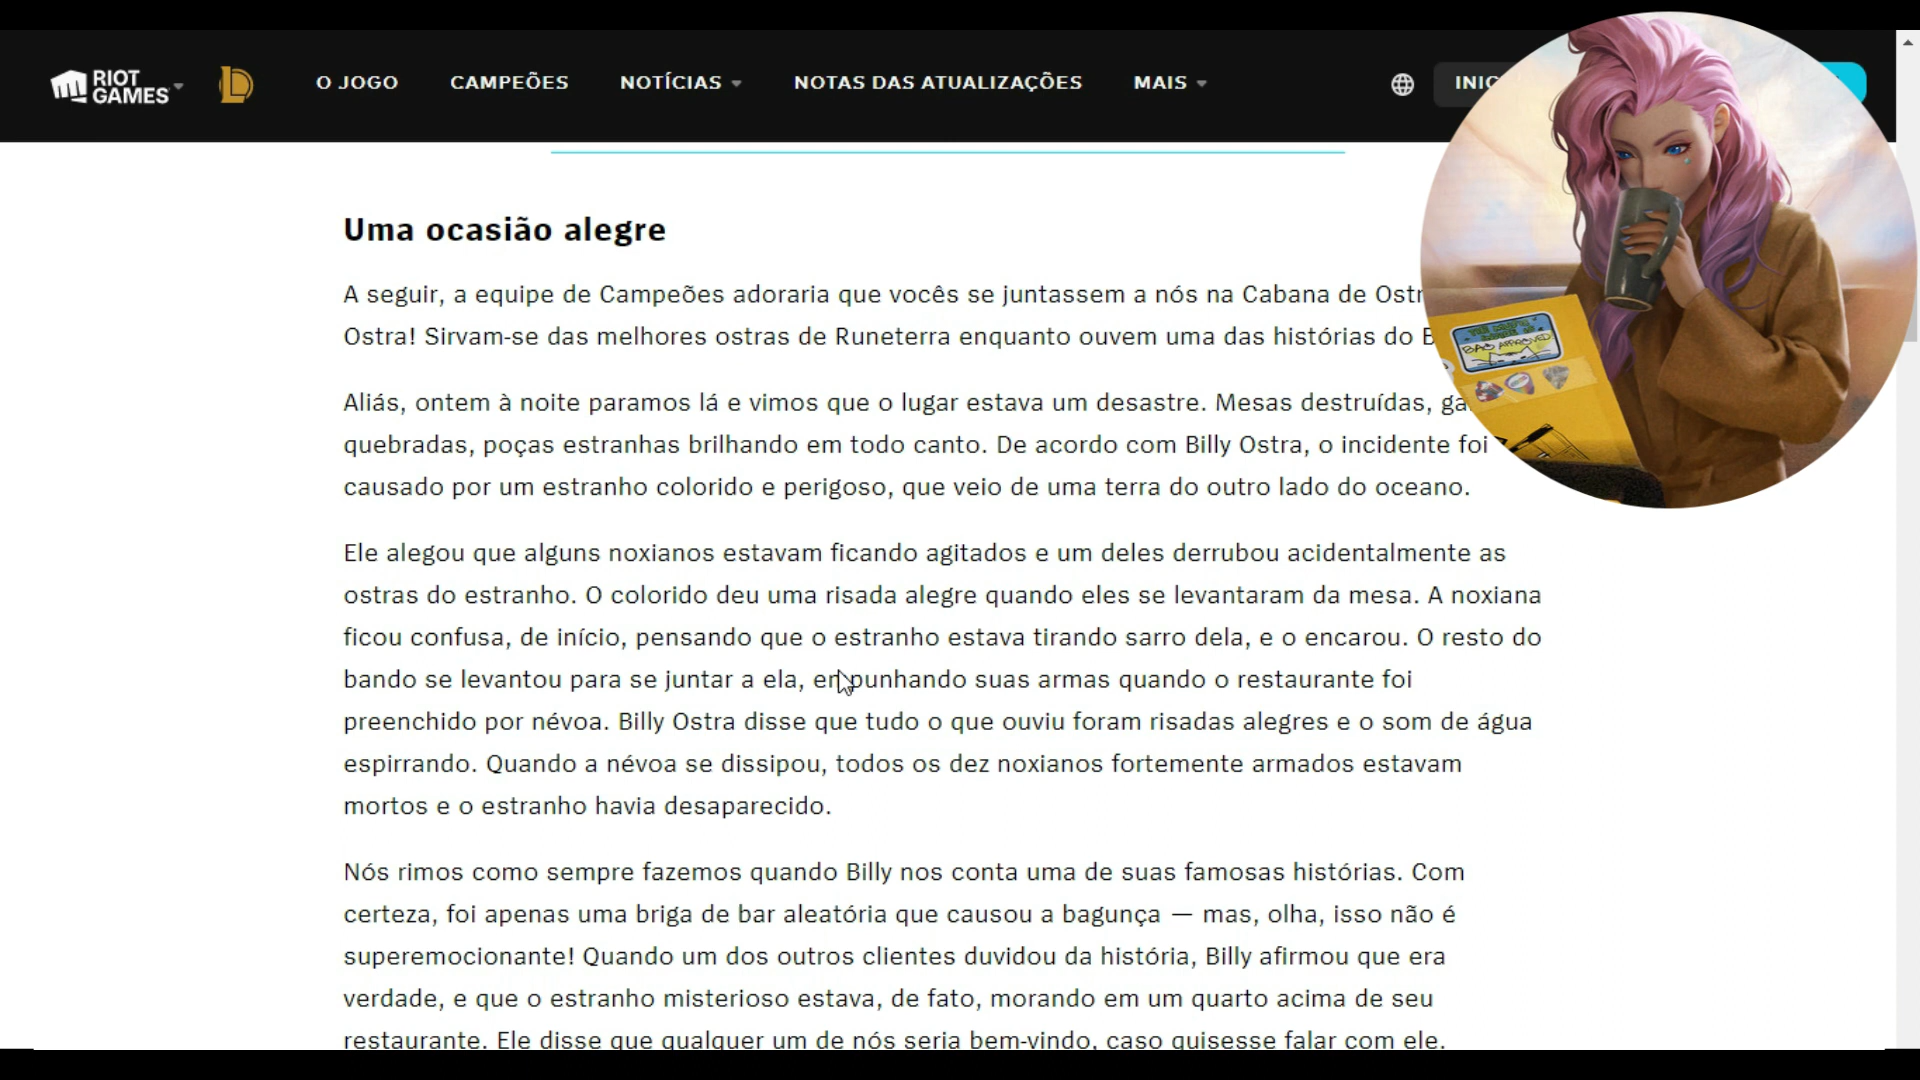 RIOT GAMES O JOGO CAMPEÕES NOTÍCIAS NOTAS DAS ATUALIZAÇÕES MAIS
Uma ocasião alegre
A seguir, a equipe de Campeões adoraria que vocês se juntassem a nós na Cabana de
Ostra! Sirvam-se das melhores ostras de Runeterra enquanto ouvem uma das histórias do
Aliás, ontem à noite paramos lá e vimos que o lugar estava um desastre. Mesas destruídas,
quebradas, poças estranhas brilhando em todo canto. De acordo com Billy Ostra, o incidente foi
causado por um estranho colorido e perigoso, que veio de uma terra do outro lado do oceano.
Ele alegou que alguns noxianos estavam ficando agitados e um deles derrubou acidentalmente as
ostras do estranho. O colorido deu uma risada alegre quando eles se levantaram da mesa. A noxiana
ficou confusa, de início, pensando que o estranho estava tirando sarro dela, e o encarou. O resto do
bando se levantou para se juntar a ela, empunhando suas armas quando o restaurante foi
preenchido por névoa. Billy Ostra disse que tudo o que ouviu foram risadas alegres e o som de água
espirrando. Quando a névoa se dissipou, todos os dez noxianos fortemente armados estavam
mortos e o estranho havia desaparecido.
Nós rimos como sempre fazemos quando Billy nos conta uma de suas famosas histórias. Com
certeza, foi apenas uma briga de bar aleatória que causou a bagunça — mas, olha, isso não é
superemocionante! Quando um dos outros clientes duvidou da história, Billy afirmou que era
verdade, e que o estranho misterioso estava, de fato, morando em um quarto acima de seu
restaurante. Ele disse que qualquer um de nós seria bem-vindo, caso quisesse falar com ele.
BAO APPROVED